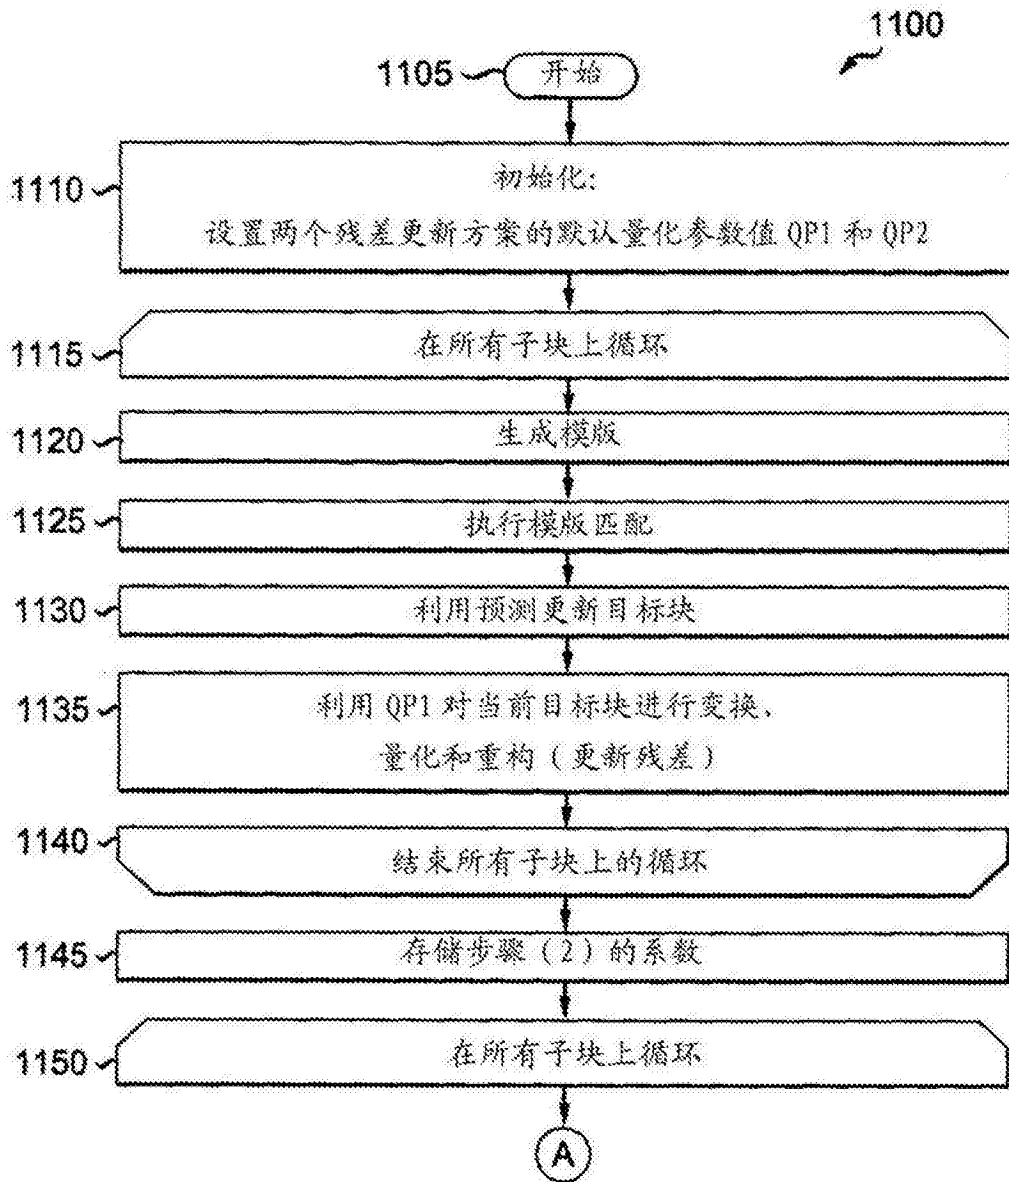 1100
1105 开始
1110 初始化:
设置两个残差更新方案的默认量化参数值 QP1 和 QP2
1115 在所有子块上循环
1120 生成模版
1125 执行模版匹配
1130 利用预测更新目标块
1135 利用 QP1 对当前目标块进行变换、
量化和重构（更新残差）
1140 结束所有子块上的循环
1145 存储步骤（2）的系数
1150 在所有子块上循环
A